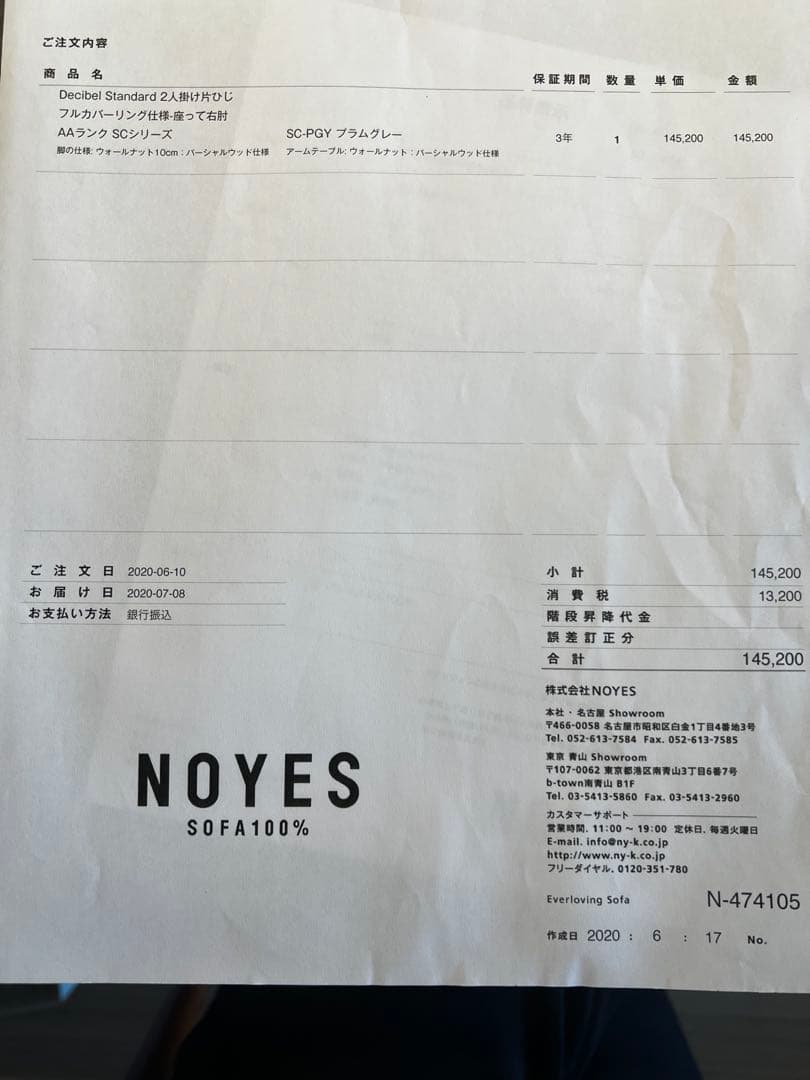 ご注文内容
商品名 保証期間 数量 単価 金額
Decibel Standard 2人掛け片ひじ
フルカバーリング仕様-座って右肘
AAランク SCシリーズ SC-PGY プラムグレー 3年 1 145,200 145,200
脚の仕様: ウォールナット10cm：パーシャルウッド仕様 アームテーブル: ウォールナット：パーシャルウッド仕様
ご注文日 2020-06-10
お届け日 2020-07-08
お支払い方法 銀行振込
小計 145,200
消費税 13,200
階段昇降代金
誤差訂正分
合計 145,200
株式会社NOYES
本社・名古屋 Showroom
〒466-0058 名古屋市昭和区白金1丁目4番地3号
Tel. 052-613-7584 Fax. 052-613-7585
東京 青山 Showroom
〒107-0062 東京都港区南青山3丁目6番7号
b-town南青山 B1F
Tel. 03-5413-5860 Fax. 03-5413-2960
カスタマーサポート
営業時間. 11:00 ～ 19:00 定休日. 毎週火曜日
E-mail. info@ny-k.co.jp
http://www.ny-k.co.jp
フリーダイヤル. 0120-351-780
NOYES
SOFA100%
Everloving Sofa N-474105
作成日 2020 : 6 : 17 No.